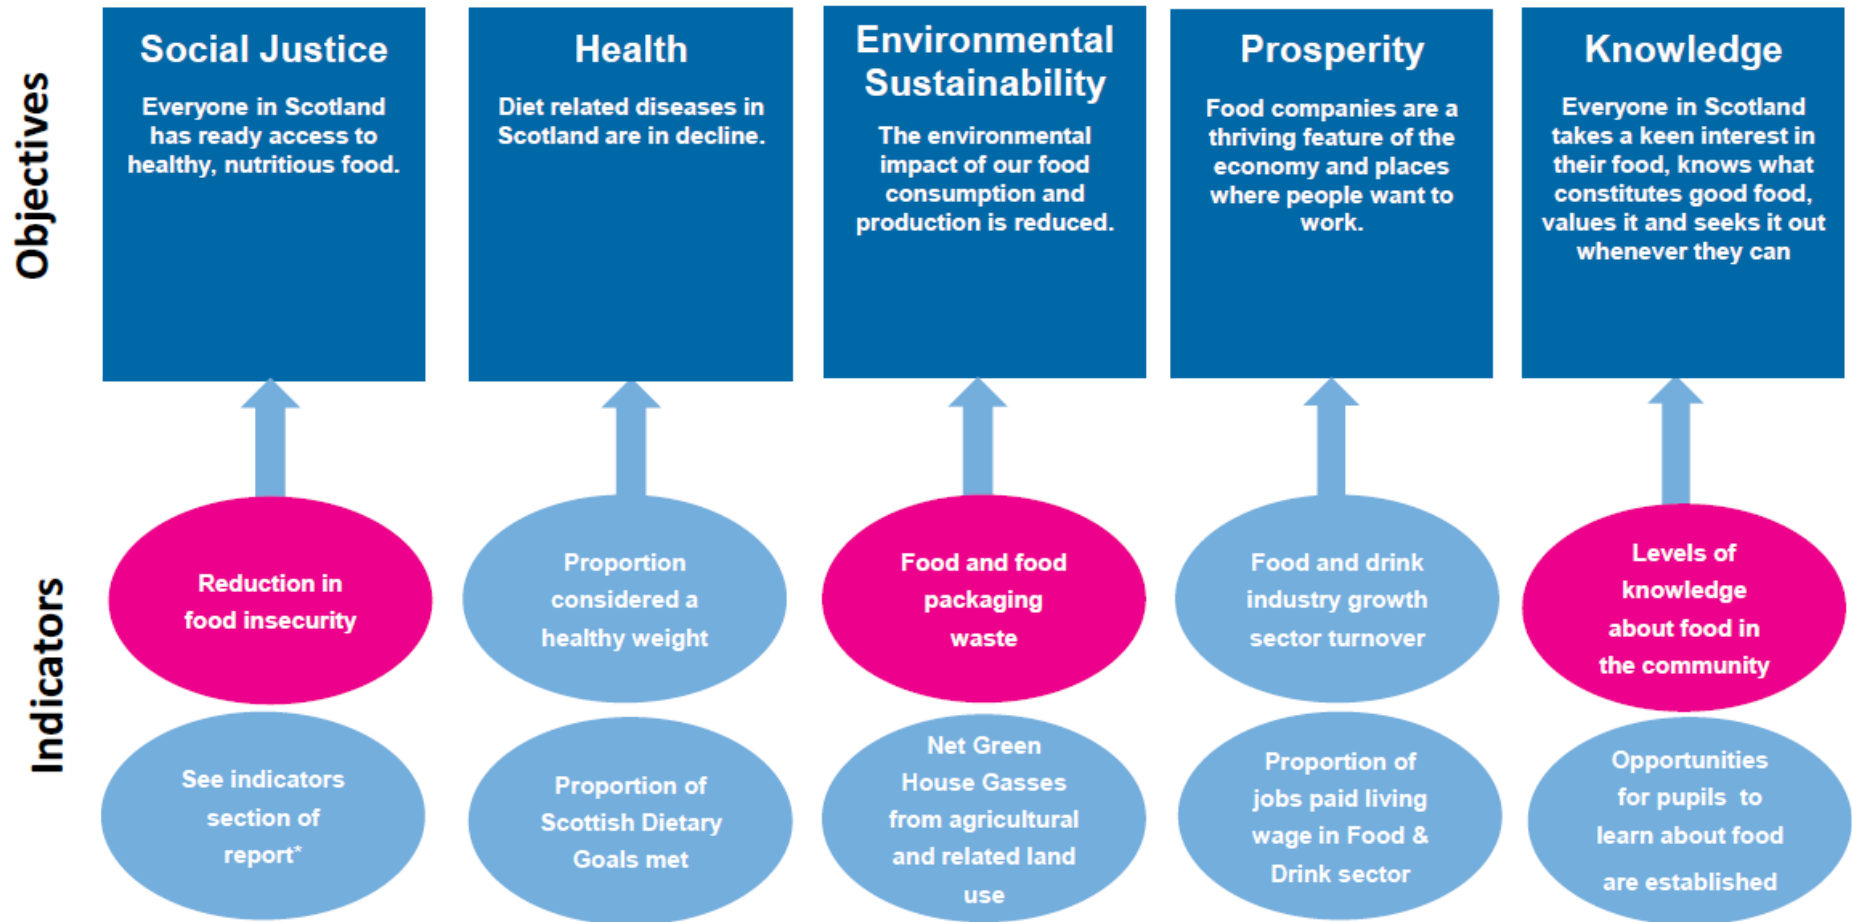 Objectives
Social Justice
Everyone in Scotland
has ready access to
healthy, nutritious food.
Health
Diet related diseases in
Scotland are in decline.
Environmental
Sustainability
The environmental
impact of our food
consumption and
production is reduced.
Prosperity
Food companies are a
thriving feature of the
economy and places
where people want to
work.
Knowledge
Everyone in Scotland
takes a keen interest in
their food, knows what
constitutes good food,
values it and seeks it out
whenever they can
Indicators
Reduction in
food insecurity
Proportion
considered a
healthy weight
Food and food
packaging
waste
Food and drink
industry growth
sector turnover
Levels of
knowledge
about food in
the community
See indicators
section of
report*
Proportion of
Scottish Dietary
Goals met
Net Green
House Gasses
from agricultural
and related land
use
Proportion of
jobs paid living
wage in Food &
Drink sector
Opportunities
for pupils to
learn about food
are established